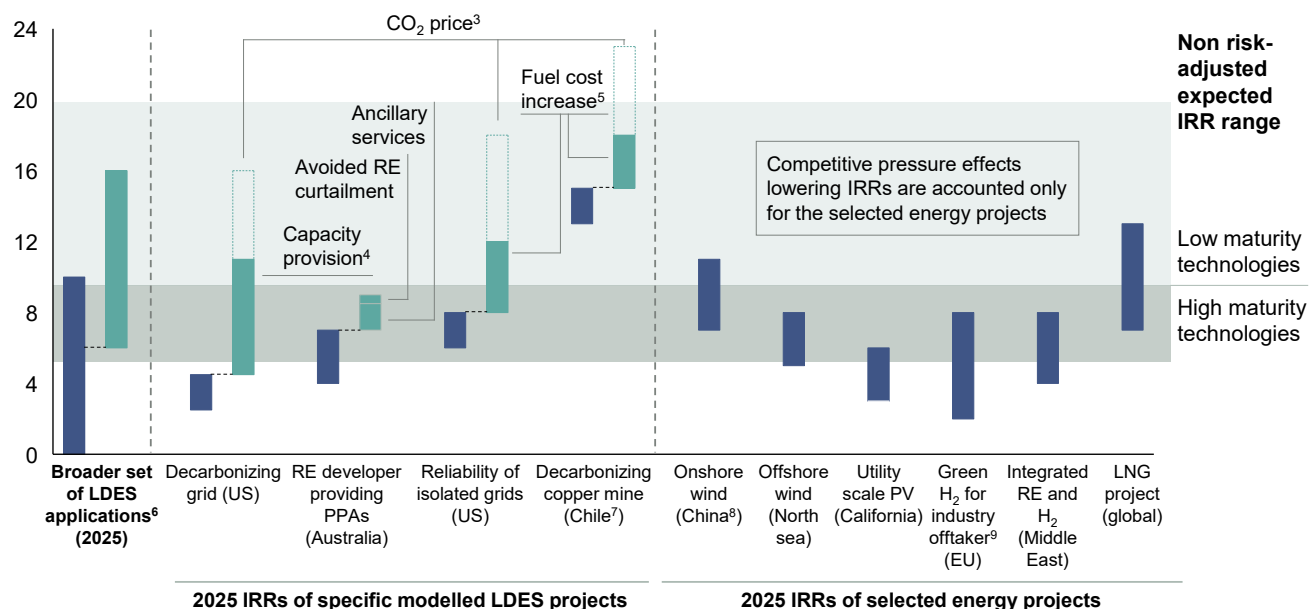 24
20
16
12
8
4
0
CO₂ price³
Fuel cost
increase⁵
Ancillary
services
Avoided RE
curtailment
Capacity
provision⁴
Competitive pressure effects
lowering IRRs are accounted only
for the selected energy projects
Non risk-
adjusted
expected
IRR range
Low maturity
technologies
High maturity
technologies
Broader set
of LDES
applications⁶
(2025)
Decarbonizing
grid (US)
RE developer
providing
PPAs
(Australia)
Reliability of
isolated grids
(US)
Decarbonizing
copper mine
(Chile⁷)
Onshore
wind
(China⁸)
Offshore
wind
(North
sea)
Utility
scale PV
(California)
Green
H₂ for
industry
offtaker⁹
(EU)
Integrated
RE and
H₂
(Middle
East)
LNG
project
(global)
2025 IRRs of specific modelled LDES projects
2025 IRRs of selected energy projects